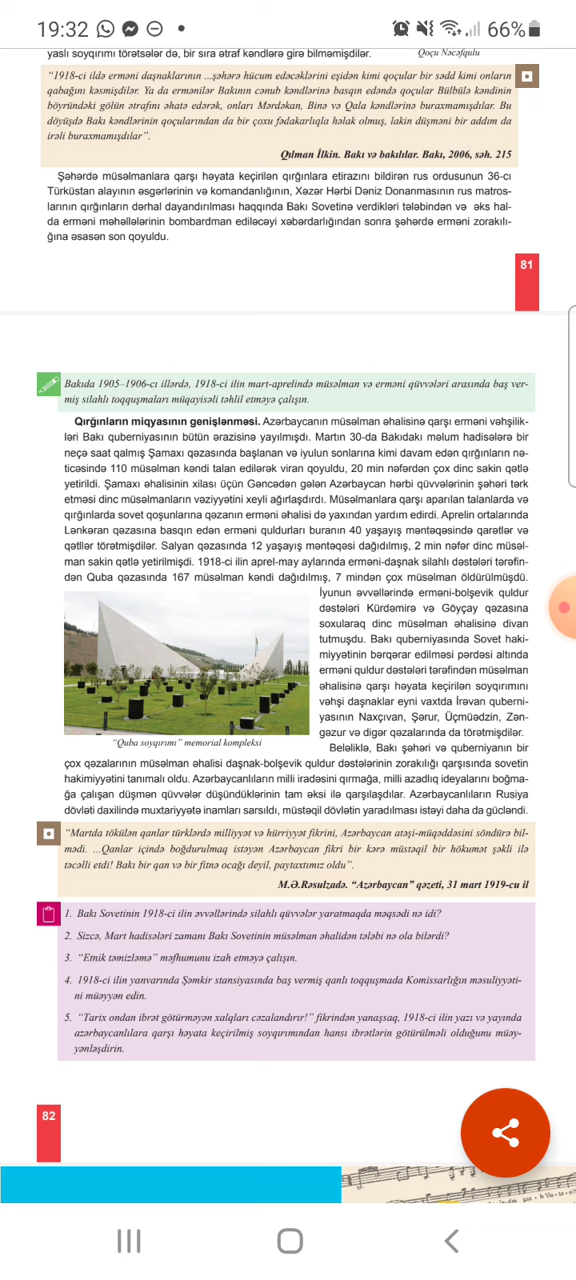 19:32 66%
yaslı soyqırımı törətsələr də, bir sıra ətraf kəndlərə girə bilməmişdilər.
Qoçu Nəcəfqulu
“1918-ci ildə erməni daşnaklarının ...şəhərə hücum edəcəklərini eşidən kimi qoçular bir sədd kimi onların
qabağını kəsmişdilər. Ya da ermənilər Bakının cənub kəndlərinə basqın edəndə qoçular Bülbülə kəndinin
böyründəki gölün ətrafını əhatə edərək, onları Mərdəkan, Binə və Qala kəndlərinə buraxmamışdılar. Bu
döyüşdə Bakı kəndlərinin qoçularından da bir çoxu fədakarlıqla həlak olmuş, lakin düşməni bir addım da
irəli buraxmamışdılar”.
Qılman İlkin. Bakı və bakılılar. Bakı, 2006, səh. 215
Şəhərdə müsəlmanlara qarşı həyata keçirilən qırğınlara etirazını bildirən rus ordusunun 36-cı
Türküstan alayının əsgərlərinin və komandanlığının, Xəzər Hərbi Dəniz Donanmasının rus matros-
larının qırğınların dərhal dayandırılması haqqında Bakı Sovetinə verdikləri tələbindən və əks hal-
da erməni məhəllələrinin bombardman ediləcəyi xəbərdarlığından sonra şəhərdə erməni zorakılı-
ğına əsasən son qoyuldu.
81
Bakıda 1905–1906-cı illərdə, 1918-ci ilin mart-aprelində müsəlman və erməni qüvvələri arasında baş ver-
miş silahlı toqquşmaları müqayisəli təhlil etməyə çalışın.
Qırğınların miqyasının genişlənməsi. Azərbaycanın müsəlman əhalisinə qarşı erməni vəhşilik-
ləri Bakı quberniyasının bütün ərazisinə yayılmışdı. Martın 30-da Bakıdakı məlum hadisələrə bir
neçə saat qalmış Şamaxı qəzasında başlanan və iyulun sonlarına kimi davam edən qırğınların nə-
ticəsində 110 müsəlman kəndi talan edilərək viran qoyuldu, 20 min nəfərdən çox dinc sakin qətlə
yetirildi. Şamaxı əhalisinin xilası üçün Gəncədən gələn Azərbaycan hərbi qüvvələrinin şəhəri tərk
etməsi dinc müsəlmanların vəziyyətini xeyli ağırlaşdırdı. Müsəlmanlara qarşı aparılan talanlarda və
qırğınlarda sovet qoşunlarına qəzanın erməni əhalisi də yaxından yardım edirdi. Aprelin ortalarında
Lənkəran qəzasına basqın edən erməni quldurları buranın 40 yaşayış məntəqəsində qarətlər və
qətllər törətmişdilər. Salyan qəzasında 12 yaşayış məntəqəsi dağıdılmış, 2 min nəfər dinc müsəl-
man sakin qətlə yetirilmişdi. 1918-ci ilin aprel-may aylarında erməni-daşnak silahlı dəstələri tərəfin-
dən Quba qəzasında 167 müsəlman kəndi dağıdılmış, 7 mindən çox müsəlman öldürülmüşdü.
İyunun əvvəllərində erməni-bolşevik quldur
dəstələri Kürdəmirə və Göyçay qəzasına
soxularaq dinc müsəlman əhalisinə divan
tutmuşdu. Bakı quberniyasında Sovet haki-
miyyətinin bərqərar edilməsi pərdəsi altında
erməni quldur dəstələri tərəfindən müsəlman
əhalisinə qarşı həyata keçirilən soyqırımını
vəhşi daşnaklar eyni vaxtda İrəvan quberni-
yasının Naxçıvan, Şərur, Üçmüədzin, Zən-
gəzur və digər qəzalarında da törətmişdilər.
“Quba soyqırımı” memorial kompleksi
Beləliklə, Bakı şəhəri və quberniyanın bir
çox qəzalarının müsəlman əhalisi daşnak-bolşevik quldur dəstələrinin zorakılığı qarşısında sovetin
hakimiyyətini tanımalı oldu. Azərbaycanlıların milli iradəsini qırmağa, milli azadlıq ideyalarını boğma-
ğa çalışan düşmən qüvvələr düşündüklərinin tam əksi ilə qarşılaşdılar. Azərbaycanlıların Rusiya
dövləti daxilində muxtariyyətə inamları sarsıldı, müstəqil dövlətin yaradılması istəyi daha da gücləndi.
“Martda tökülən qanlar türklərdə milliyyət və hürriyyət fikrini, Azərbaycan atəşi-müqəddəsini söndürə bil-
mədi. ...Qanlar içində boğdurulmaq istəyən Azərbaycan fikri bir kərə müstəqil bir hökumət şəkli ilə
təcəlli etdi! Bakı bir qan və bir fitnə ocağı deyil, paytaxtımız oldu”.
M.Ə.Rəsulzadə. “Azərbaycan” qəzeti, 31 mart 1919-cu il
1. Bakı Sovetinin 1918-ci ilin əvvəllərində silahlı qüvvələr yaratmaqda məqsədi nə idi?
2. Sizcə, Mart hadisələri zamanı Bakı Sovetinin müsəlman əhalidən tələbi nə ola bilərdi?
3. “Etnik təmizləmə” məfhumunu izah etməyə çalışın.
4. 1918-ci ilin yanvarında Şəmkir stansiyasında baş vermiş qanlı toqquşmada Komissarlığın məsuliyyəti-
ni müəyyən edin.
5. “Tarix ondan ibrət götürməyən xalqları cəzalandırır!” fikrindən yanaşsaq, 1918-ci ilin yazı və yayında
azərbaycanlılara qarşı həyata keçirilmiş soyqırımından hansı ibrətlərin götürülməli olduğunu müəy-
yənləşdirin.
82